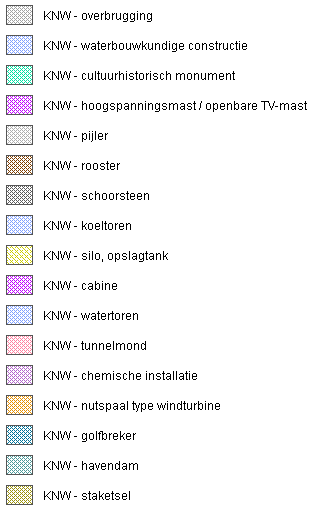 KNW - overbrugging
KNW - waterbouwkundige constructie
KNW - cultuurhistorisch monument
KNW - hoogspanningsmast / openbare TV-mast
KNW - pijler
KNW - rooster
KNW - schoorsteen
KNW - koeltoren
KNW - silo, opslagtank
KNW - cabine
KNW - watertoren
KNW - tunnelmond
KNW - chemische installatie
KNW - nutspaal type windturbine
KNW - golfbreker
KNW - havendam
KNW - staketsel